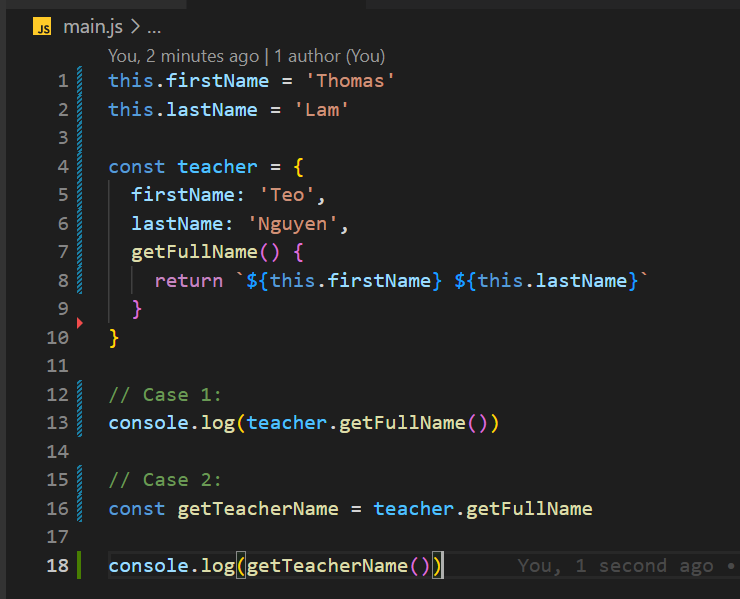 JS main.js > ...
You, 2 minutes ago | 1 author (You)
1 this.firstName = 'Thomas'
2 this.lastName = 'Lam'
3
4 const teacher = {
5   firstName: 'Teo',
6   lastName: 'Nguyen',
7   getFullName() {
8     return `${this.firstName} ${this.lastName}`
9   }
10 }
11
12 // Case 1:
13 console.log(teacher.getFullName())
14
15 // Case 2:
16 const getTeacherName = teacher.getFullName
17
18 console.log(getTeacherName()) You, 1 second ago •